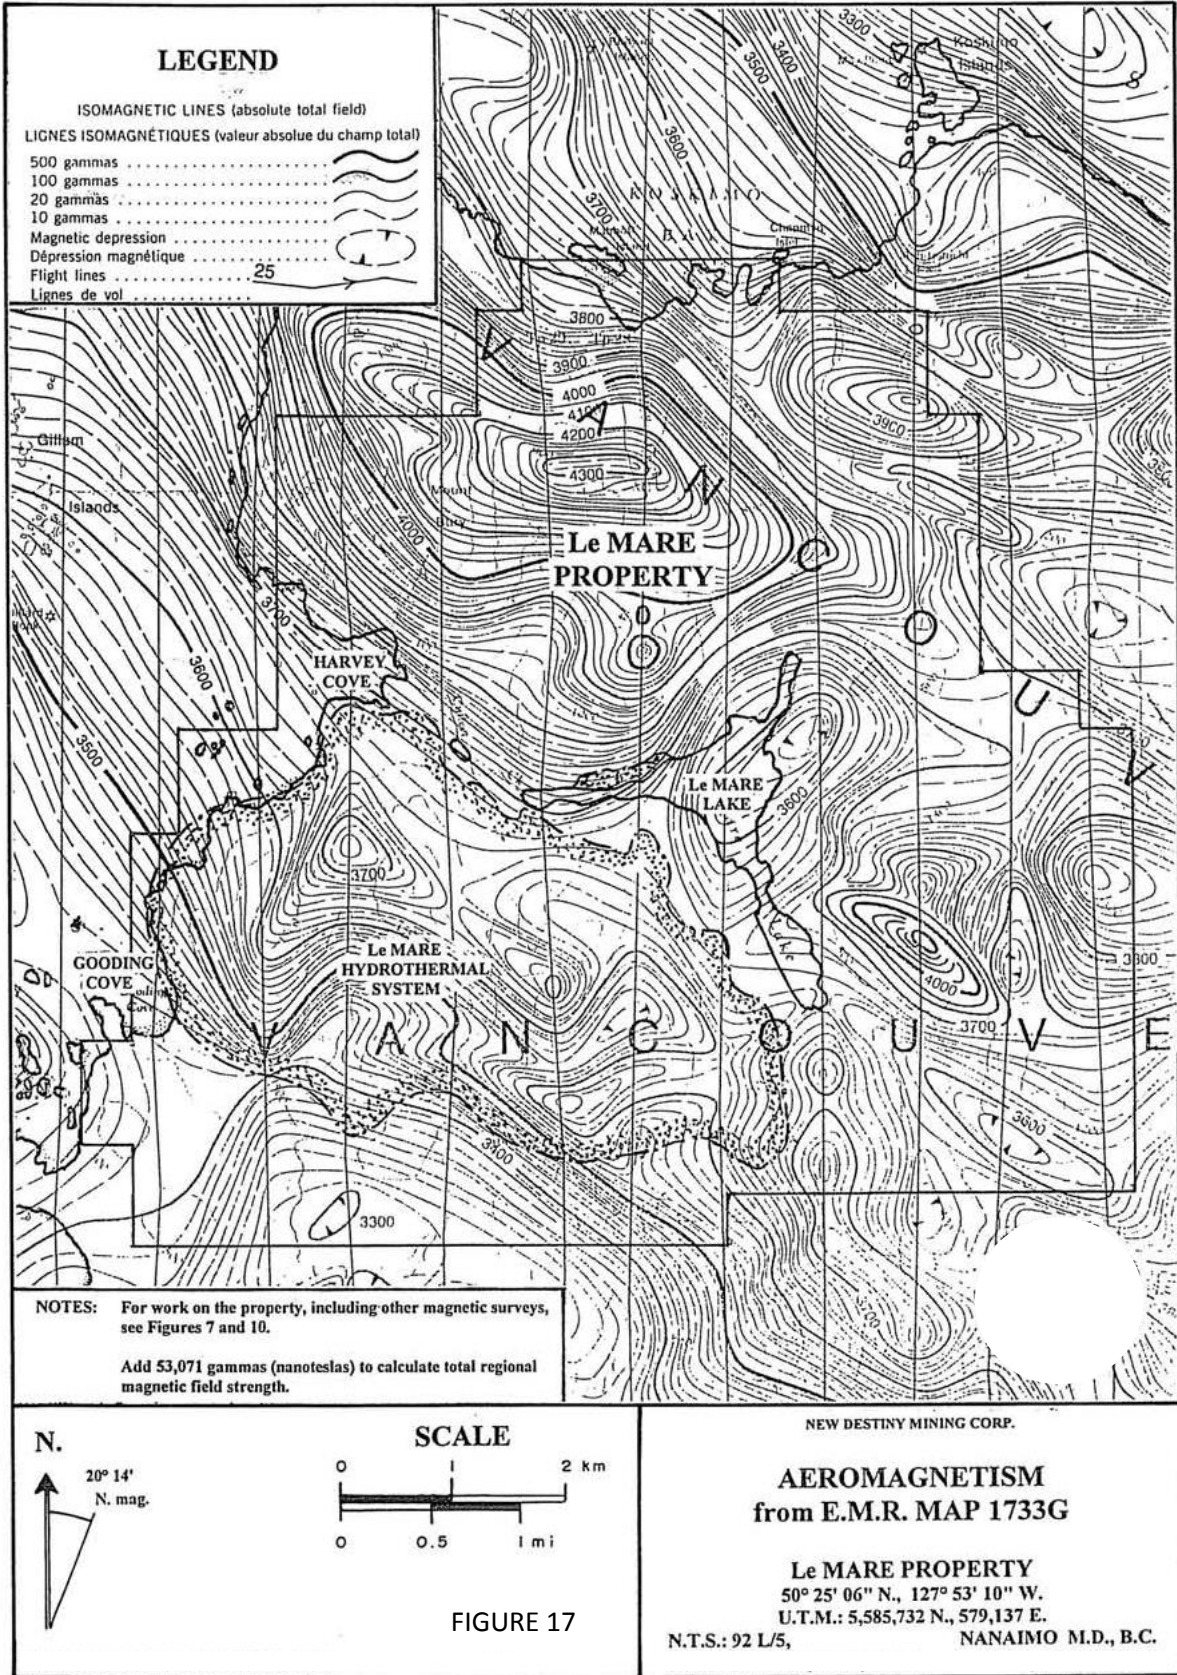 LEGEND
ISOMAGNETIC LINES (absolute total field)
LIGNES ISOMAGNÉTIQUES (valeur absolue du champ total)
500 gammas
100 gammas
20 gammas
10 gammas
Magnetic depression
Dépression magnétique
Flight lines 25
Lignes de vol
3300
Islands
3400
3500
3600
KOSKIMO
3700
BAY
3800
3900
4000
4200
3900
4300
Gillum
Islands
Mount
4000
V A N C O U V
Le MARE
PROPERTY
3700
HARVEY
COVE
3600
3500
Le MARE
LAKE
3600
3700
Le MARE
HYDROTHERMAL
SYSTEM
GOODING
COVE
4000
3700
V A N C O U V E
3600
3400
3300
NOTES: For work on the property, including other magnetic surveys,
see Figures 7 and 10.
Add 53,071 gammas (nanoteslas) to calculate total regional
magnetic field strength.
N.
20° 14'
N. mag.
SCALE
0 1 2 km
0 0.5 1 mi
FIGURE 17
NEW DESTINY MINING CORP.
AEROMAGNETISM
from E.M.R. MAP 1733G
Le MARE PROPERTY
50° 25' 06" N., 127° 53' 10" W.
U.T.M.: 5,585,732 N., 579,137 E.
N.T.S.: 92 L/5, NANAIMO M.D., B.C.